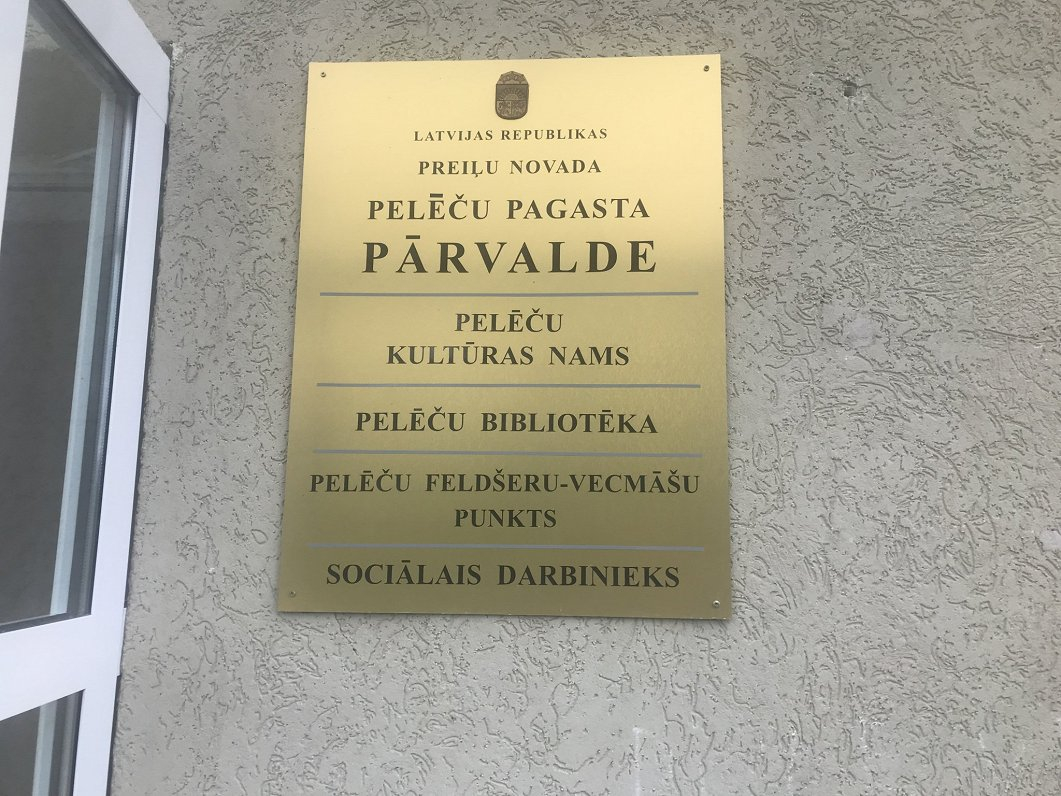 LATVIJAS REPUBLIKAS
PREIĻU NOVADA
PELĒČU PAGASTA
PĀRVALDE
PELĒČU
KULTŪRAS NAMS
PELĒČU BIBLIOTĒKA
PELĒČU FELDŠERU-VECMĀŠU
PUNKTS
SOCIĀLAIS DARBINIEKS